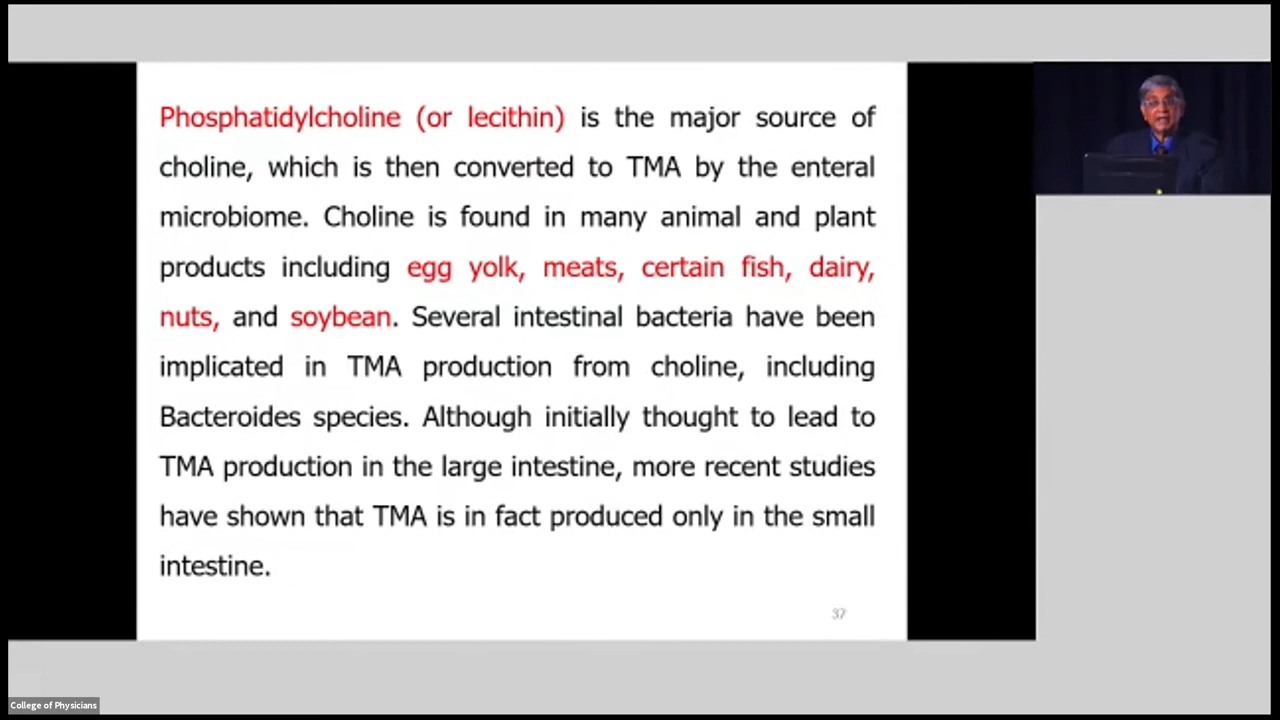 Phosphatidylcholine (or lecithin) is the major source of
choline, which is then converted to TMA by the enteral
microbiome. Choline is found in many animal and plant
products including egg yolk, meats, certain fish, dairy,
nuts, and soybean. Several intestinal bacteria have been
implicated in TMA production from choline, including
Bacteroides species. Although initially thought to lead to
TMA production in the large intestine, more recent studies
have shown that TMA is in fact produced only in the small
intestine.
37
College of Physicians